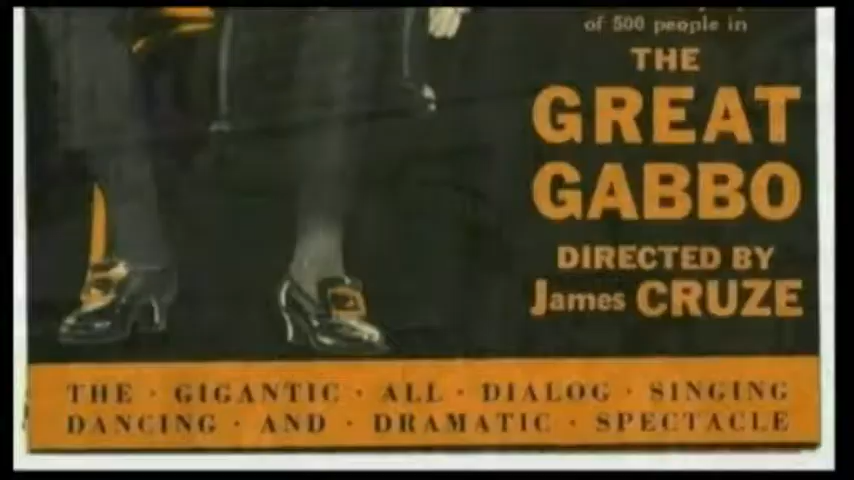 of 500 people in
THE
GREAT
GABBO
DIRECTED BY
James CRUZE
THE · GIGANTIC · ALL · DIALOG · SINGING
DANCING · AND · DRAMATIC · SPECTACLE